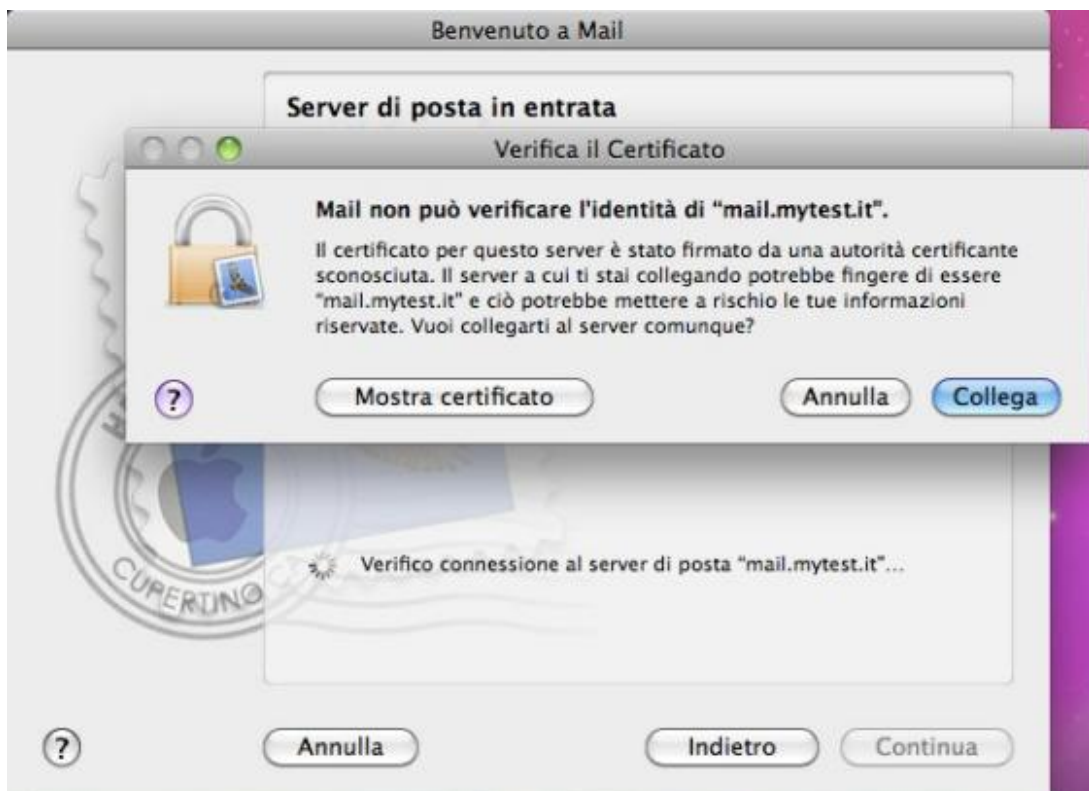 Benvenuto a Mail
Server di posta in entrata
Verifica il Certificato
Mail non può verificare l'identità di “mail.mytest.it”.
Il certificato per questo server è stato firmato da una autorità certificante
sconosciuta. Il server a cui ti stai collegando potrebbe fingere di essere
“mail.mytest.it” e ciò potrebbe mettere a rischio le tue informazioni
riservate. Vuoi collegarti al server comunque?
?
Mostra certificato
Annulla
Collega
Verifico connessione al server di posta “mail.mytest.it”...
CUPERTINO
?
Annulla
Indietro
Continua